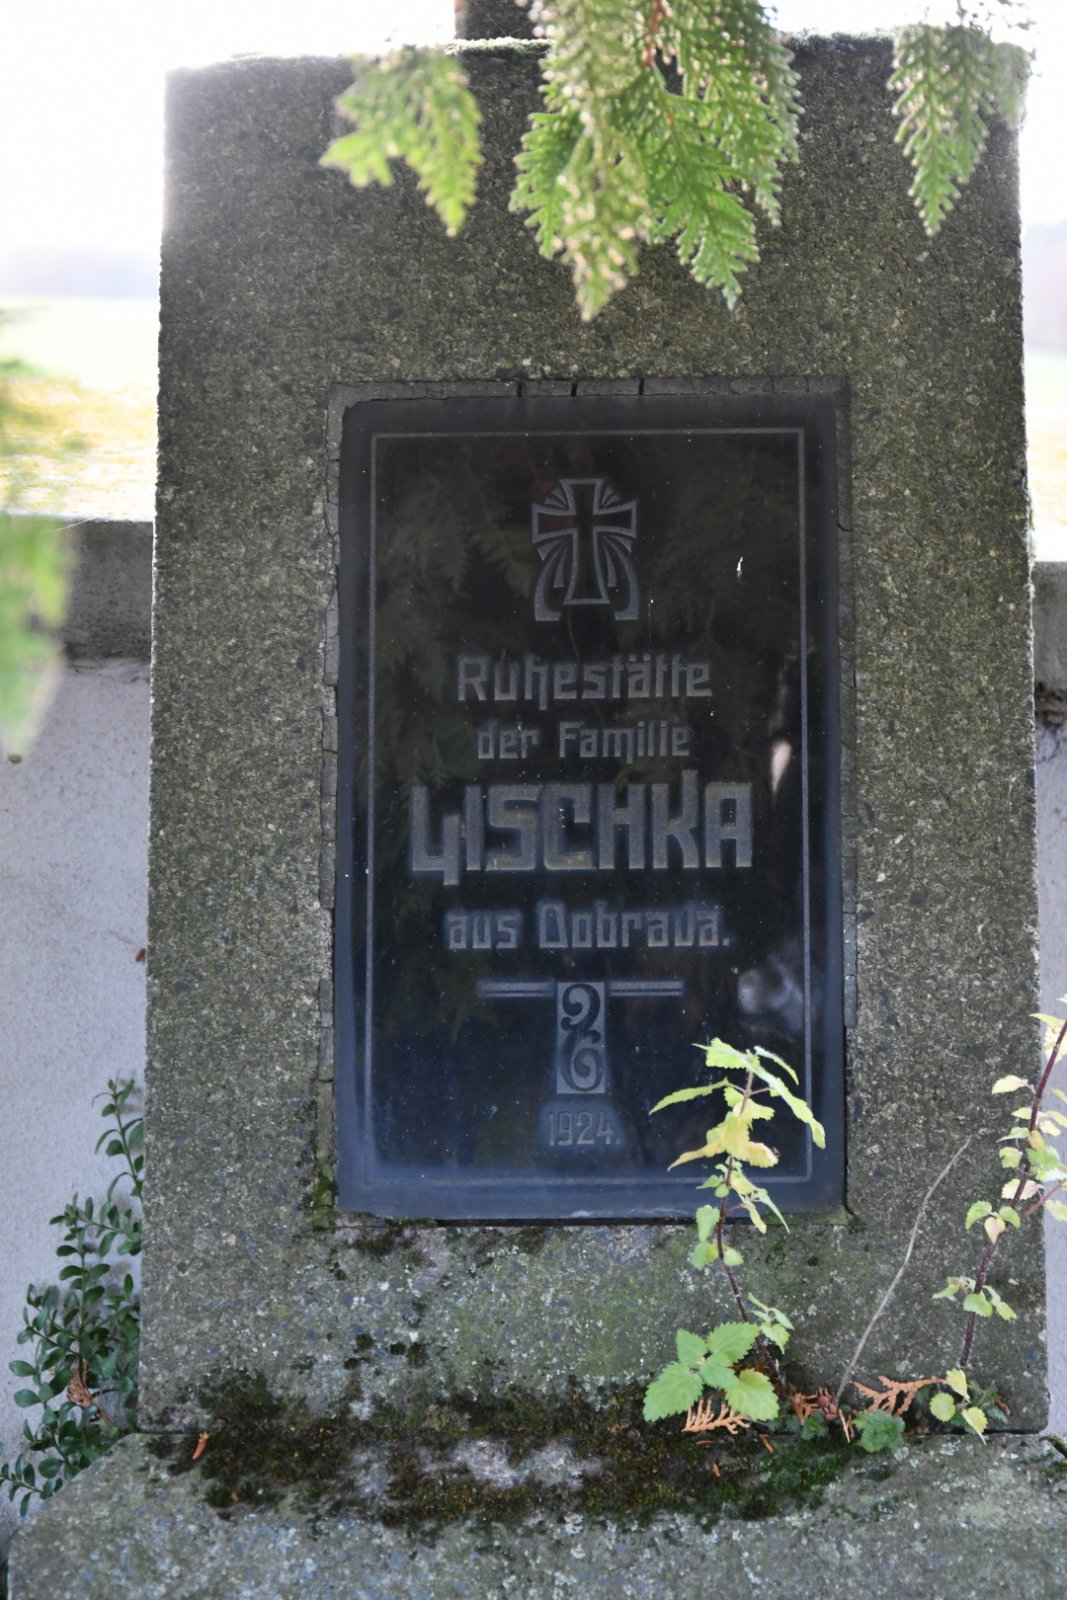 Ruhestätte
der Familie
LISCHKA
aus Dobrava.
1924.